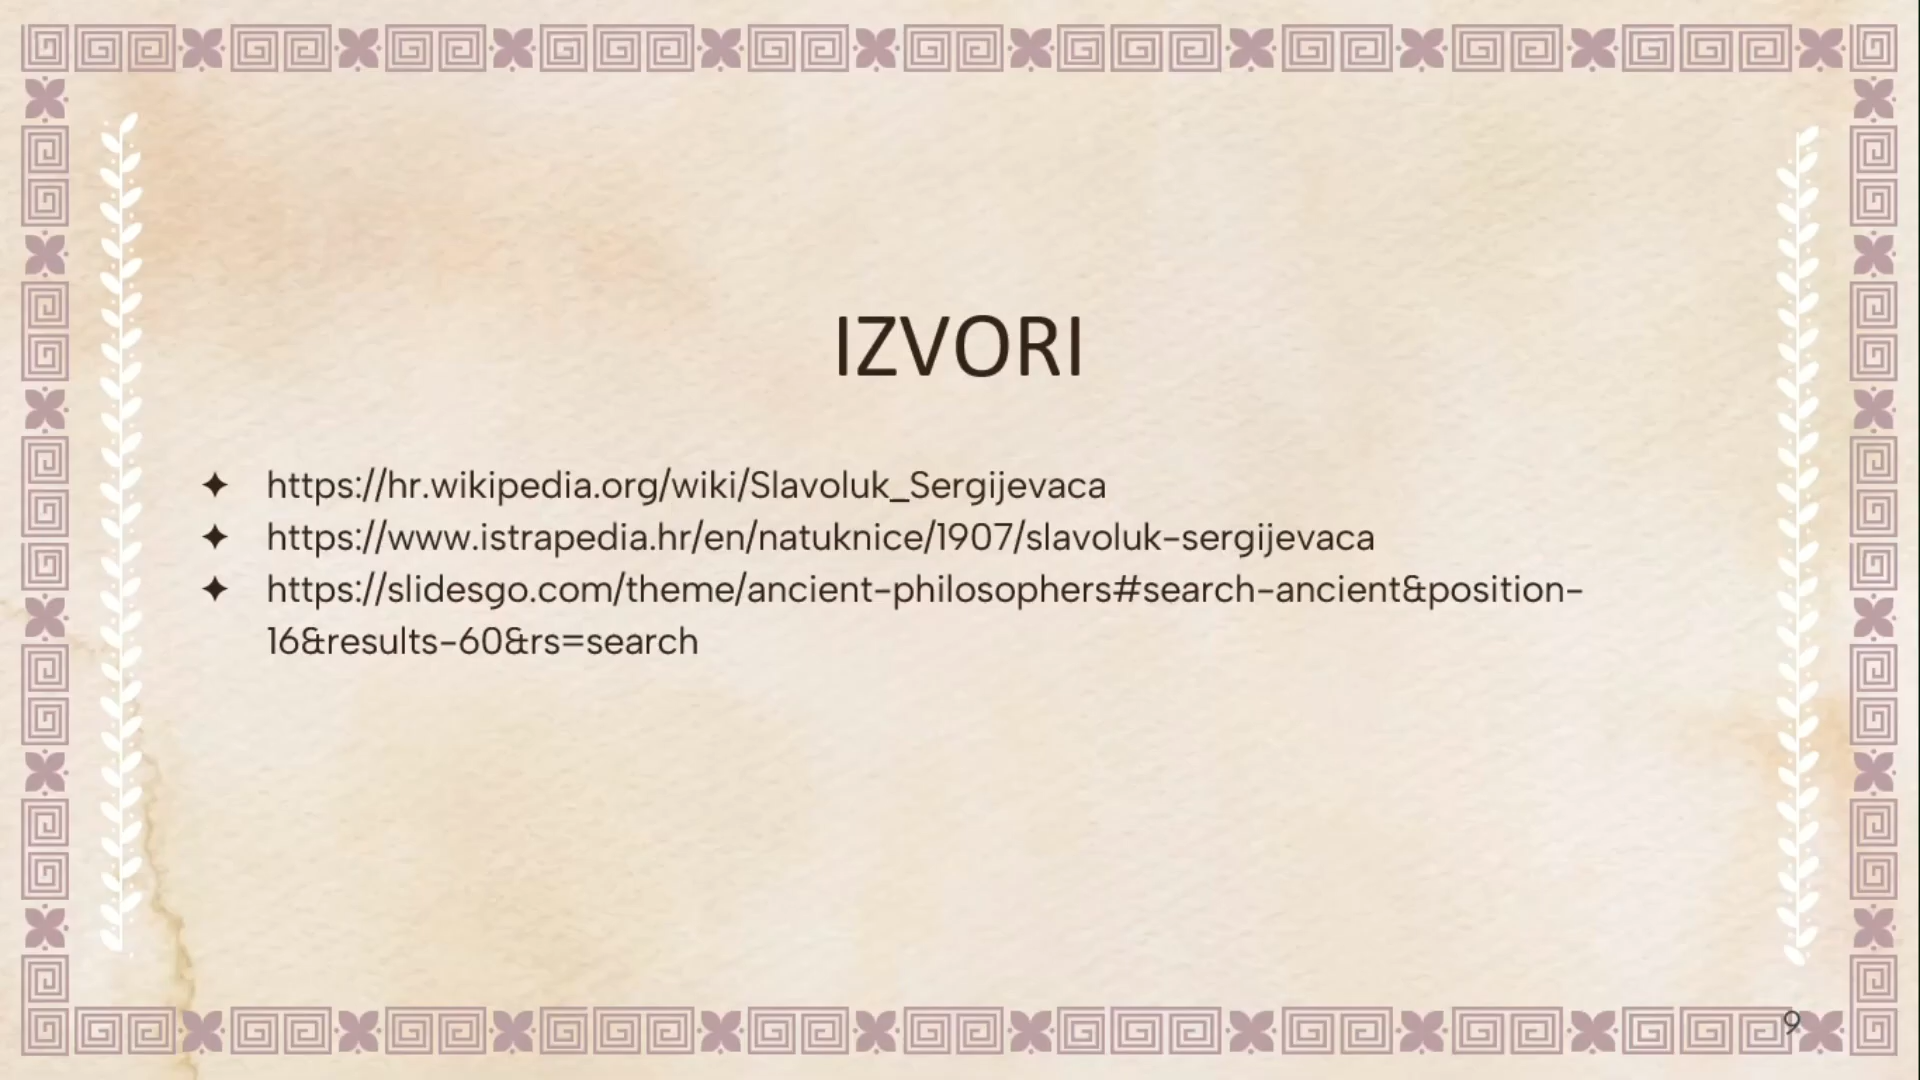 IZVORI
✦ https://hr.wikipedia.org/wiki/Slavoluk_Sergijevaca
✦ https://www.istrapedia.hr/en/natuknice/1907/slavoluk-sergijevaca
✦ https://slidesgo.com/theme/ancient-philosophers#search-ancient&position-
16&results-60&rs=search
9